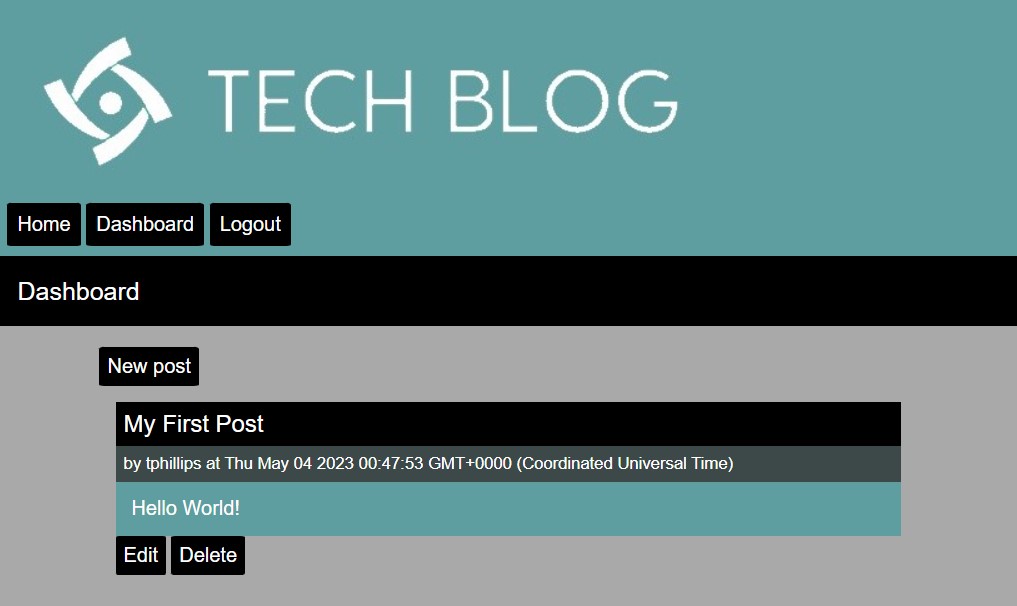 TECH BLOG
Home Dashboard Logout
Dashboard
New post
My First Post
by tphillips at Thu May 04 2023 00:47:53 GMT+0000 (Coordinated Universal Time)
Hello World!
Edit Delete